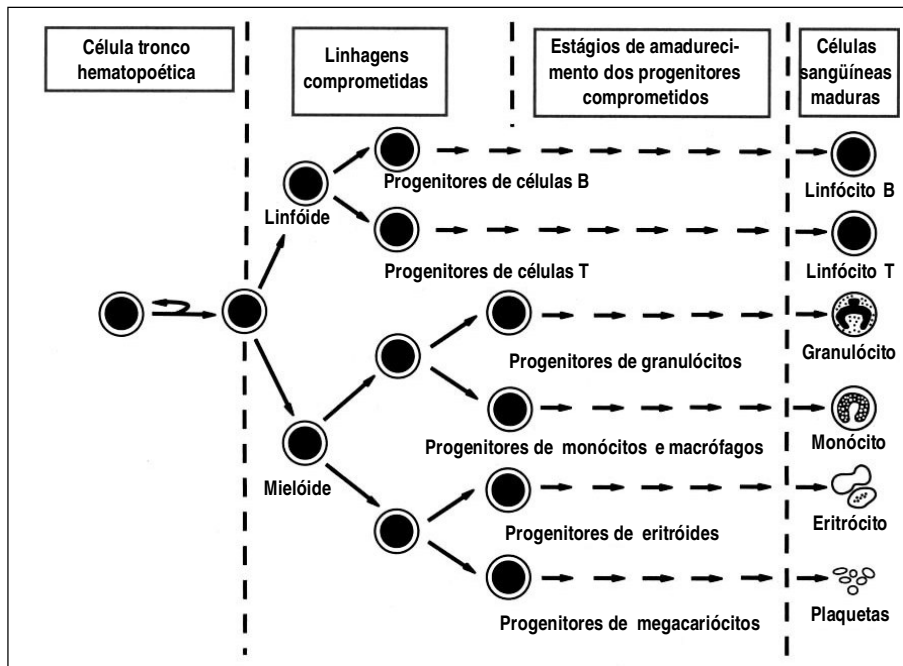 Célula tronco
hematopoética
Linhagens
comprometidas
Estágios de amadureci-
mento dos progenitores
comprometidos
Células
sangüíneas
maduras
Progenitores de células B
Linfócito B
Linfóide
Progenitores de células T
Linfócito T
Progenitores de granulócitos
Granulócito
Progenitores de monócitos e macrófagos
Monócito
Mielóide
Progenitores de eritróides
Eritrócito
Progenitores de megacariócitos
Plaquetas